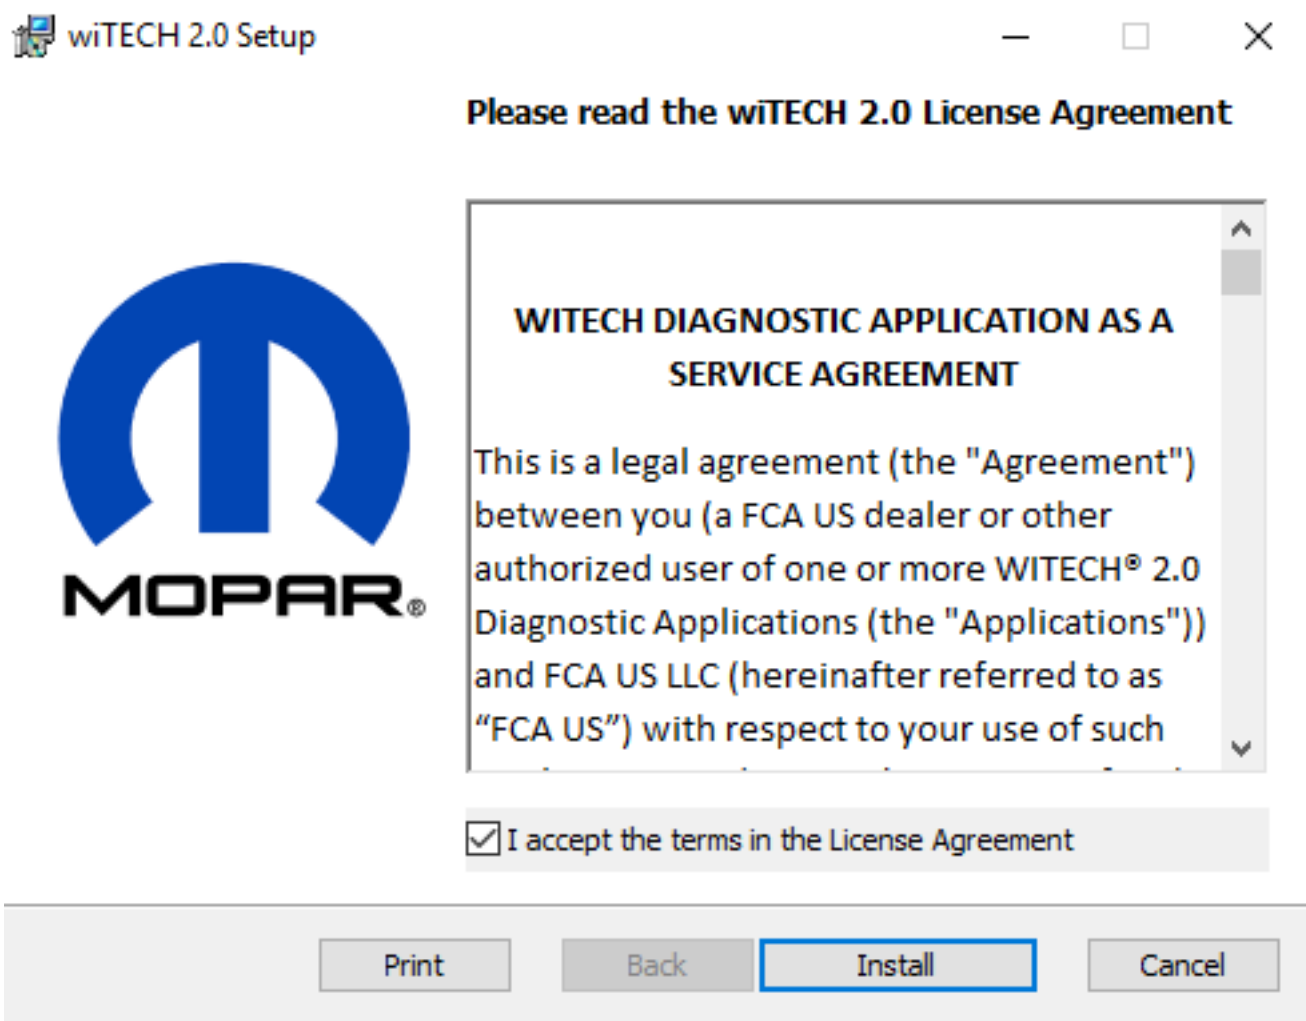 wiTECH 2.0 Setup
Please read the wiTECH 2.0 License Agreement
WITECH DIAGNOSTIC APPLICATION AS A
SERVICE AGREEMENT
This is a legal agreement (the "Agreement")
between you (a FCA US dealer or other
authorized user of one or more WITECH® 2.0
Diagnostic Applications (the "Applications"))
and FCA US LLC (hereinafter referred to as
“FCA US”) with respect to your use of such
MOPAR®
I accept the terms in the License Agreement
Print
Back
Install
Cancel